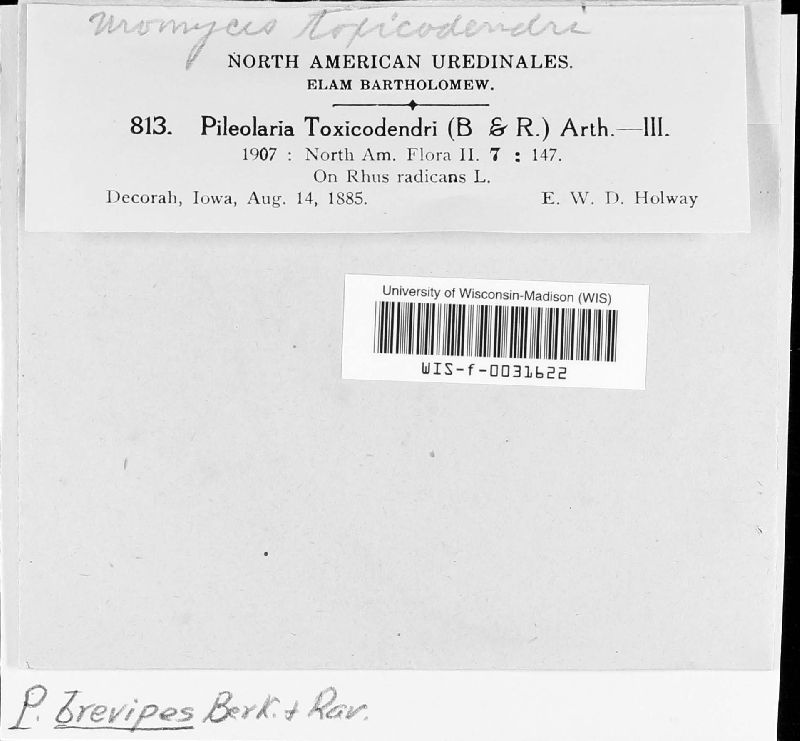 Uromyces toxicodendri
NORTH AMERICAN UREDINALES.
ELAM BARTHOLOMEW.
813. Pileolaria Toxicodendri (B & R.) Arth.—III.
1907 : North Am. Flora II. 7 : 147.
On Rhus radicans L.
Decorah, Iowa, Aug. 14, 1885. E. W. D. Holway
University of Wisconsin-Madison (WIS)
WIS-f-0031622
P. brevipes Berk. + Rav.